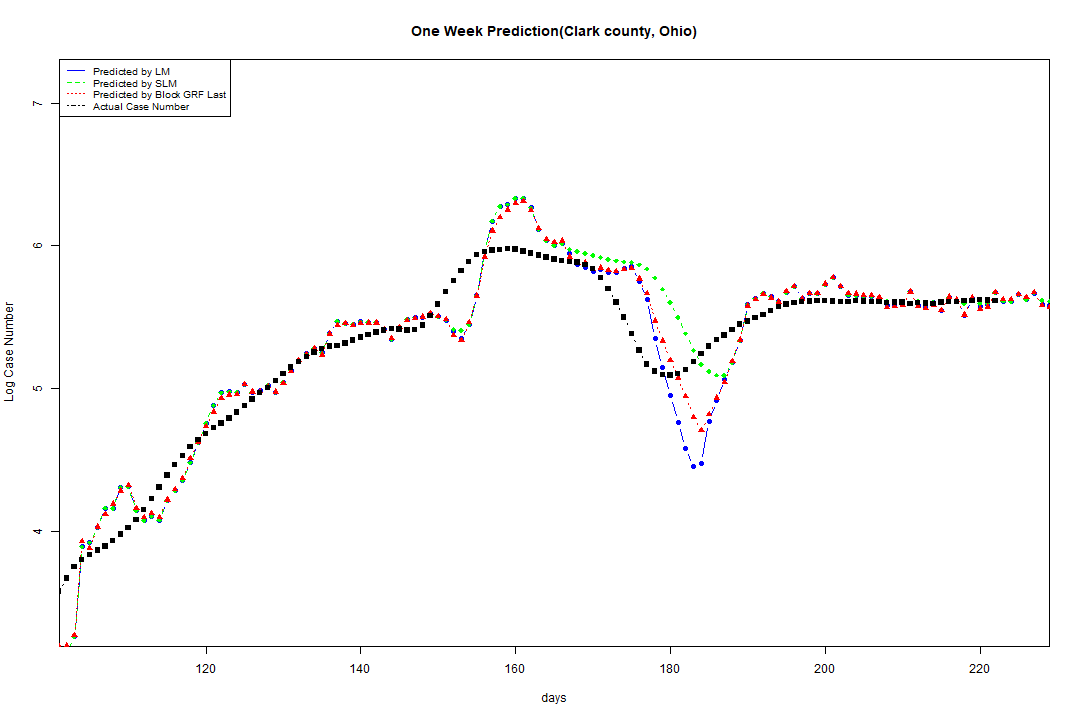 One Week Prediction(Clark county, Ohio)
Predicted by LM
Predicted by SLM
Predicted by Block GRF Last
Actual Case Number
7
6
5
4
Log Case Number
120 140 160 180 200 220
days